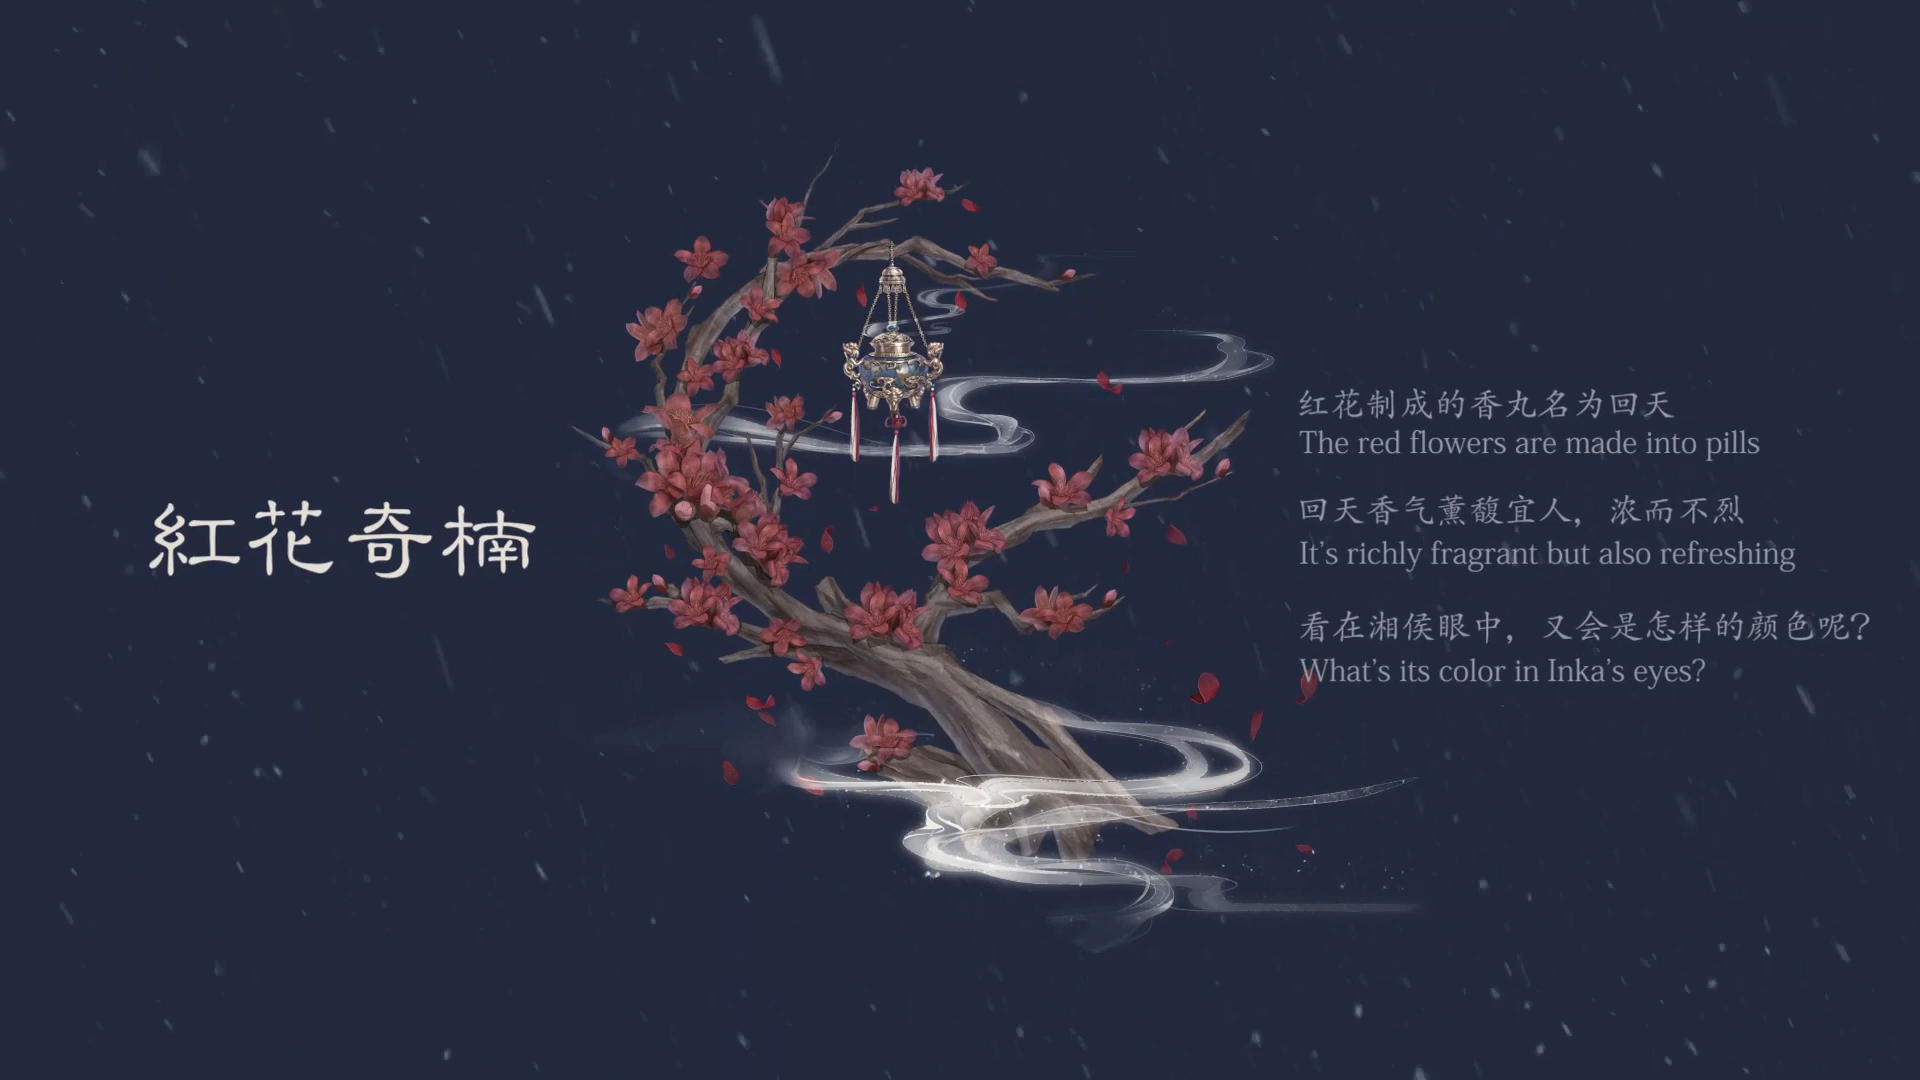 紅花奇楠
红花制成的香丸名为回天
The red flowers are made into pills
回天香气薰馥宜人，浓而不烈
It's richly fragrant but also refreshing
看在湘侯眼中，又会是怎样的颜色呢？
What's its color in Inka's eyes?